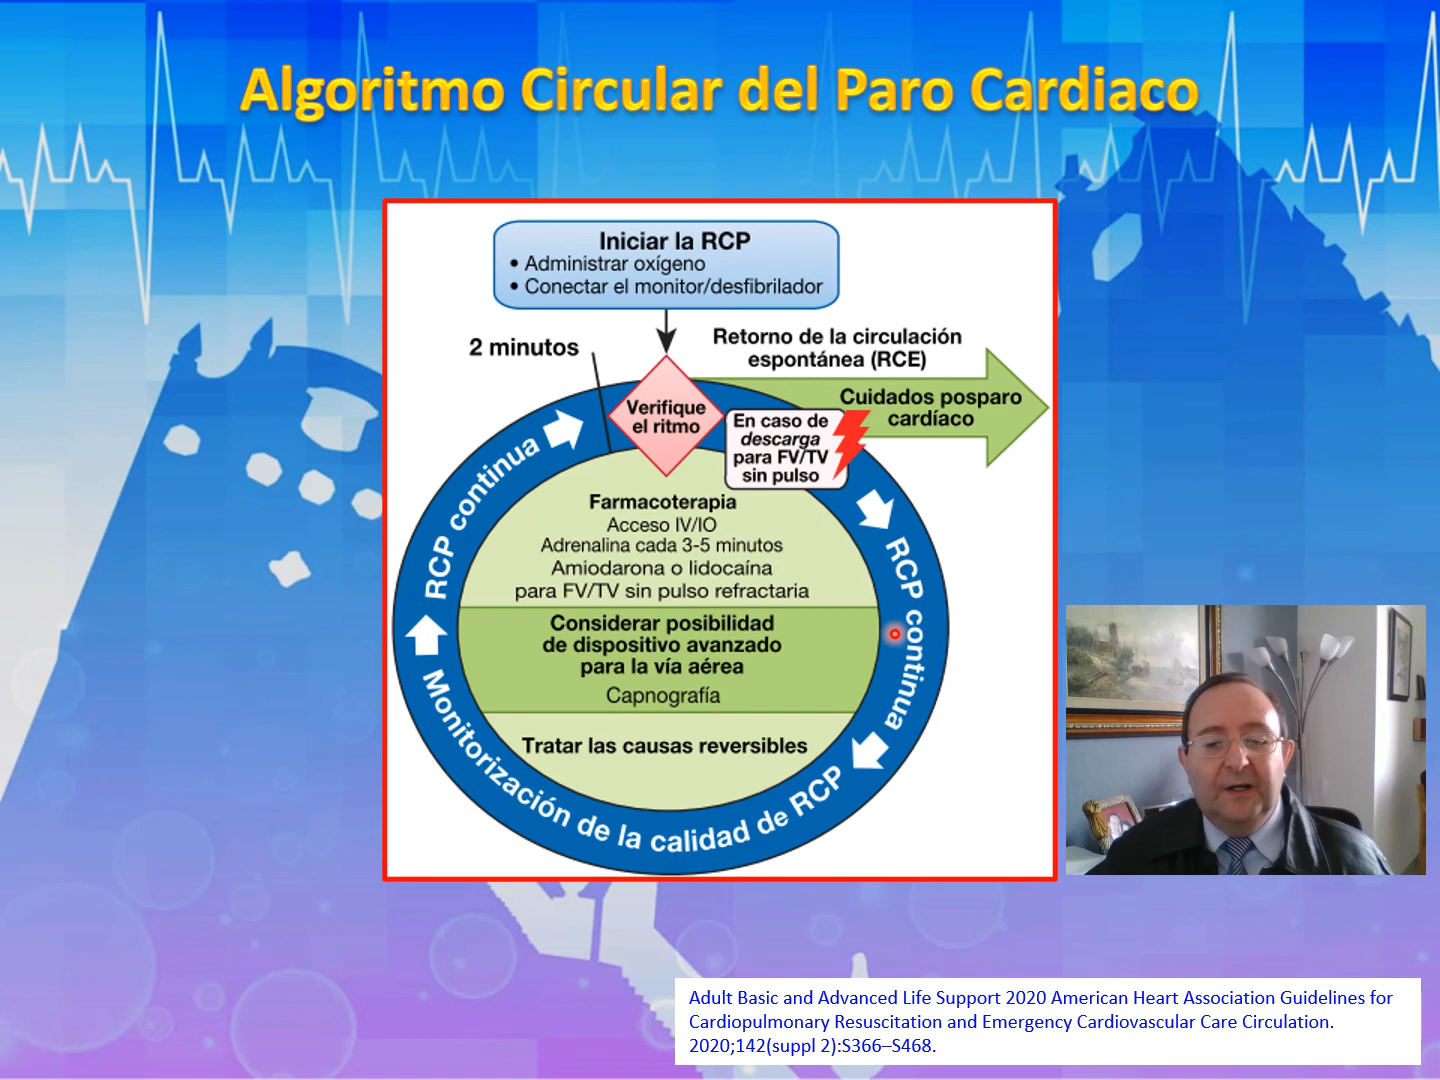 Algoritmo Circular del Paro Cardiaco
Iniciar la RCP
• Administrar oxígeno
• Conectar el monitor/desfibrilador
2 minutos
Retorno de la circulación
espontánea (RCE)
Cuidados posparo
cardíaco
Verifique
el ritmo
En caso de
descarga
para FV/TV
sin pulso
RCP continua
RCP continua
Farmacoterapia
Acceso IV/IO
Adrenalina cada 3-5 minutos
Amiodarona o lidocaína
para FV/TV sin pulso refractaria
Considerar posibilidad
de dispositivo avanzado
para la vía aérea
Capnografía
Tratar las causas reversibles
Monitorización de la calidad de RCP
Adult Basic and Advanced Life Support 2020 American Heart Association Guidelines for
Cardiopulmonary Resuscitation and Emergency Cardiovascular Care Circulation.
2020;142(suppl 2):S366–S468.